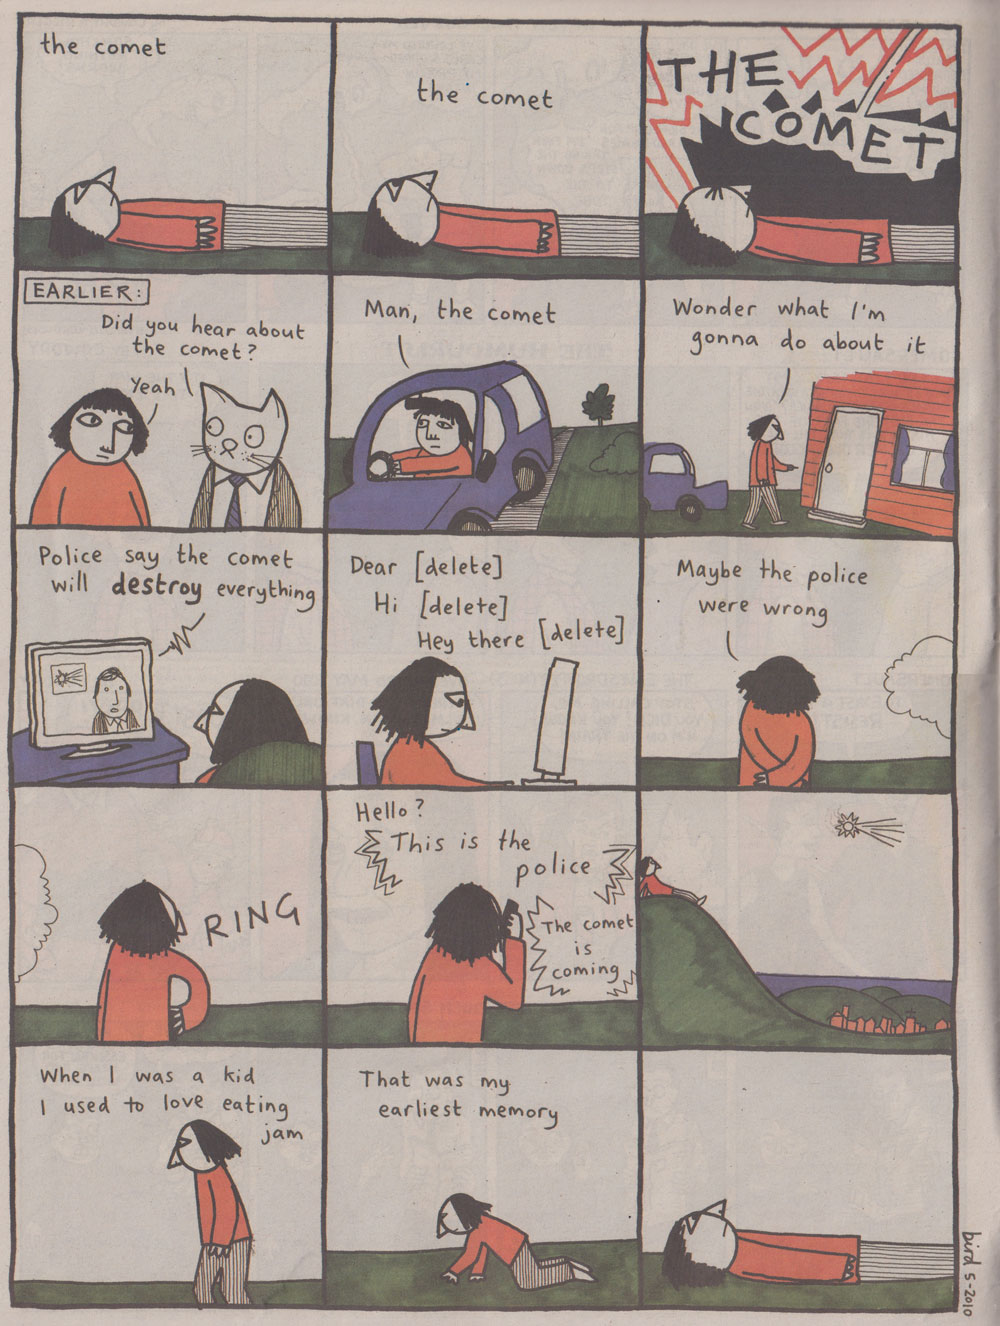 the comet
the comet
THE
COMET
EARLIER:
Did you hear about
the comet?
Yeah
Man, the comet
Wonder what I'm
gonna do about it
Police say the comet
will destroy everything
Dear [delete]
Hi [delete]
Hey there [delete]
Maybe the police
were wrong
RING
Hello?
This is the
police
The comet
is
coming
When I was a kid
I used to love eating
jam
That was my
earliest memory
bird 5-2010